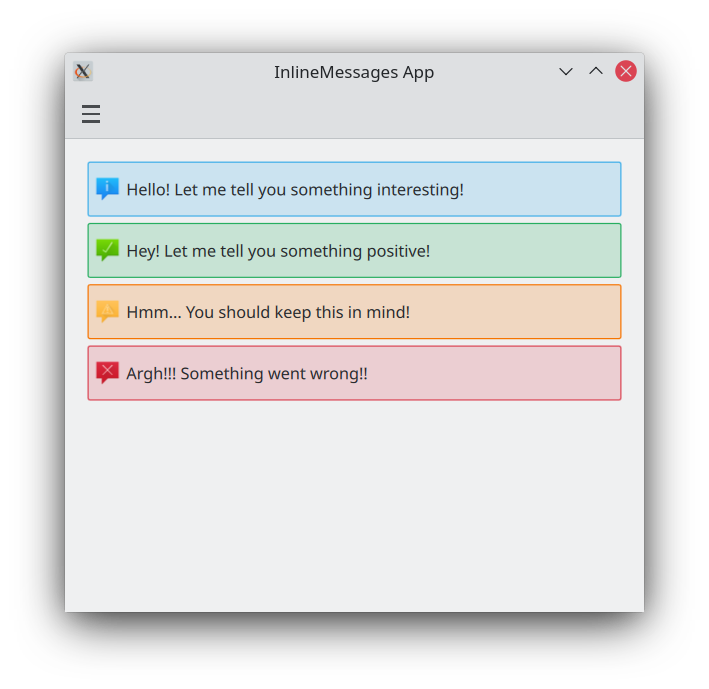 InlineMessages App
Hello! Let me tell you something interesting!
Hey! Let me tell you something positive!
Hmm... You should keep this in mind!
Argh!!! Something went wrong!!